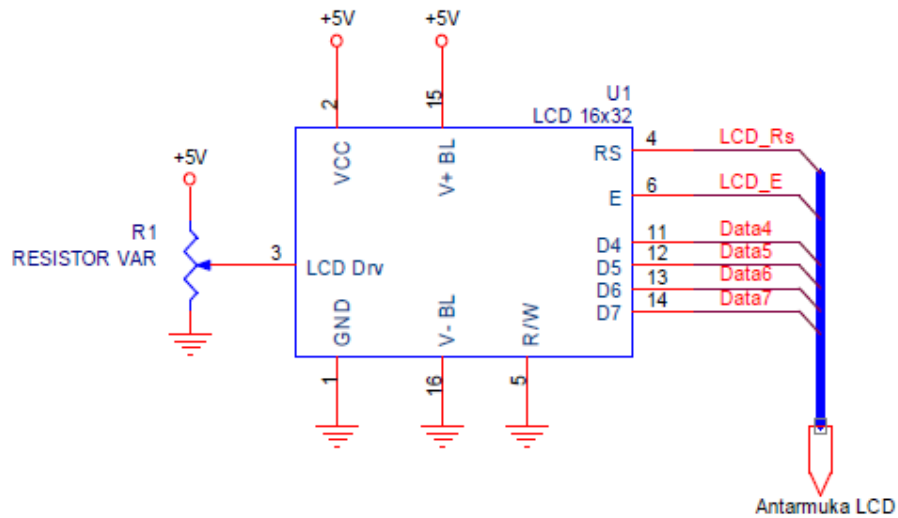 +5V
+5V
2
15
U1
LCD 16x32
VCC
V+ BL
RS
4
LCD_Rs
+5V
E
6
LCD_E
R1
RESISTOR VAR
3
LCD Drv
D4
11
Data4
D5
12
Data5
D6
13
Data6
D7
14
Data7
GND
V- BL
R/W
1
16
5
Antarmuka LCD